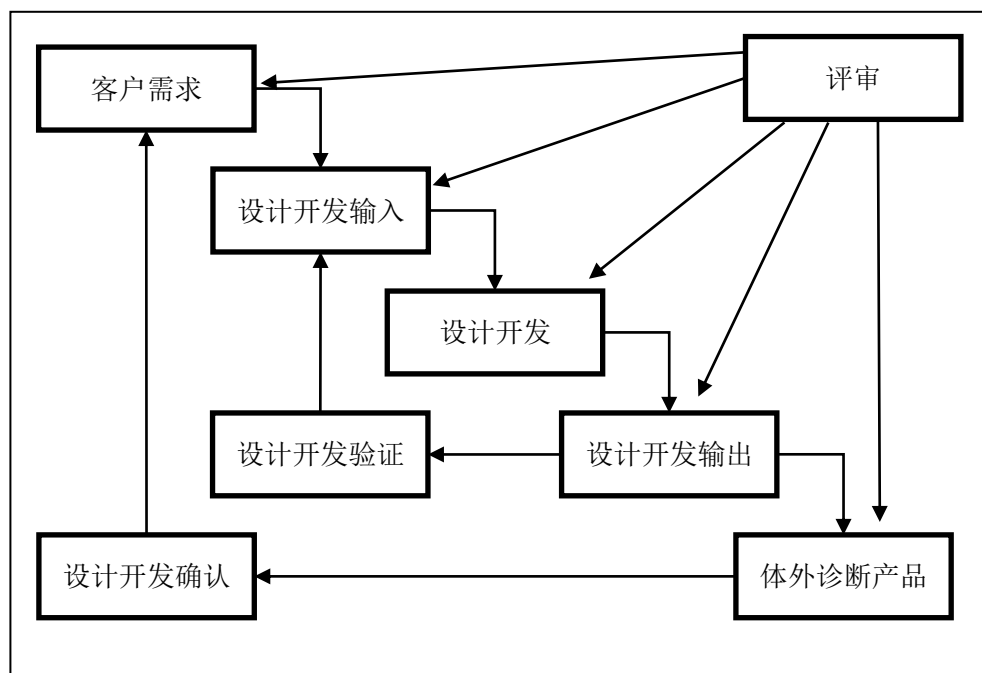 客户需求
评审
设计开发输入
设计开发
设计开发验证
设计开发输出
设计开发确认
体外诊断产品